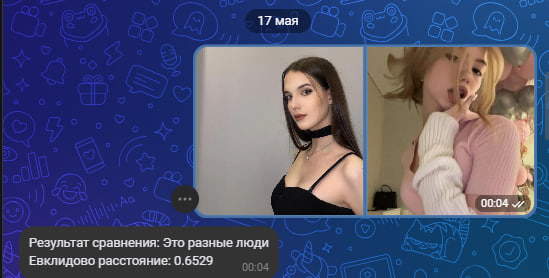 17 мая
00:04
Результат сравнения: Это разные люди
Евклидово расстояние: 0.6529
00:04